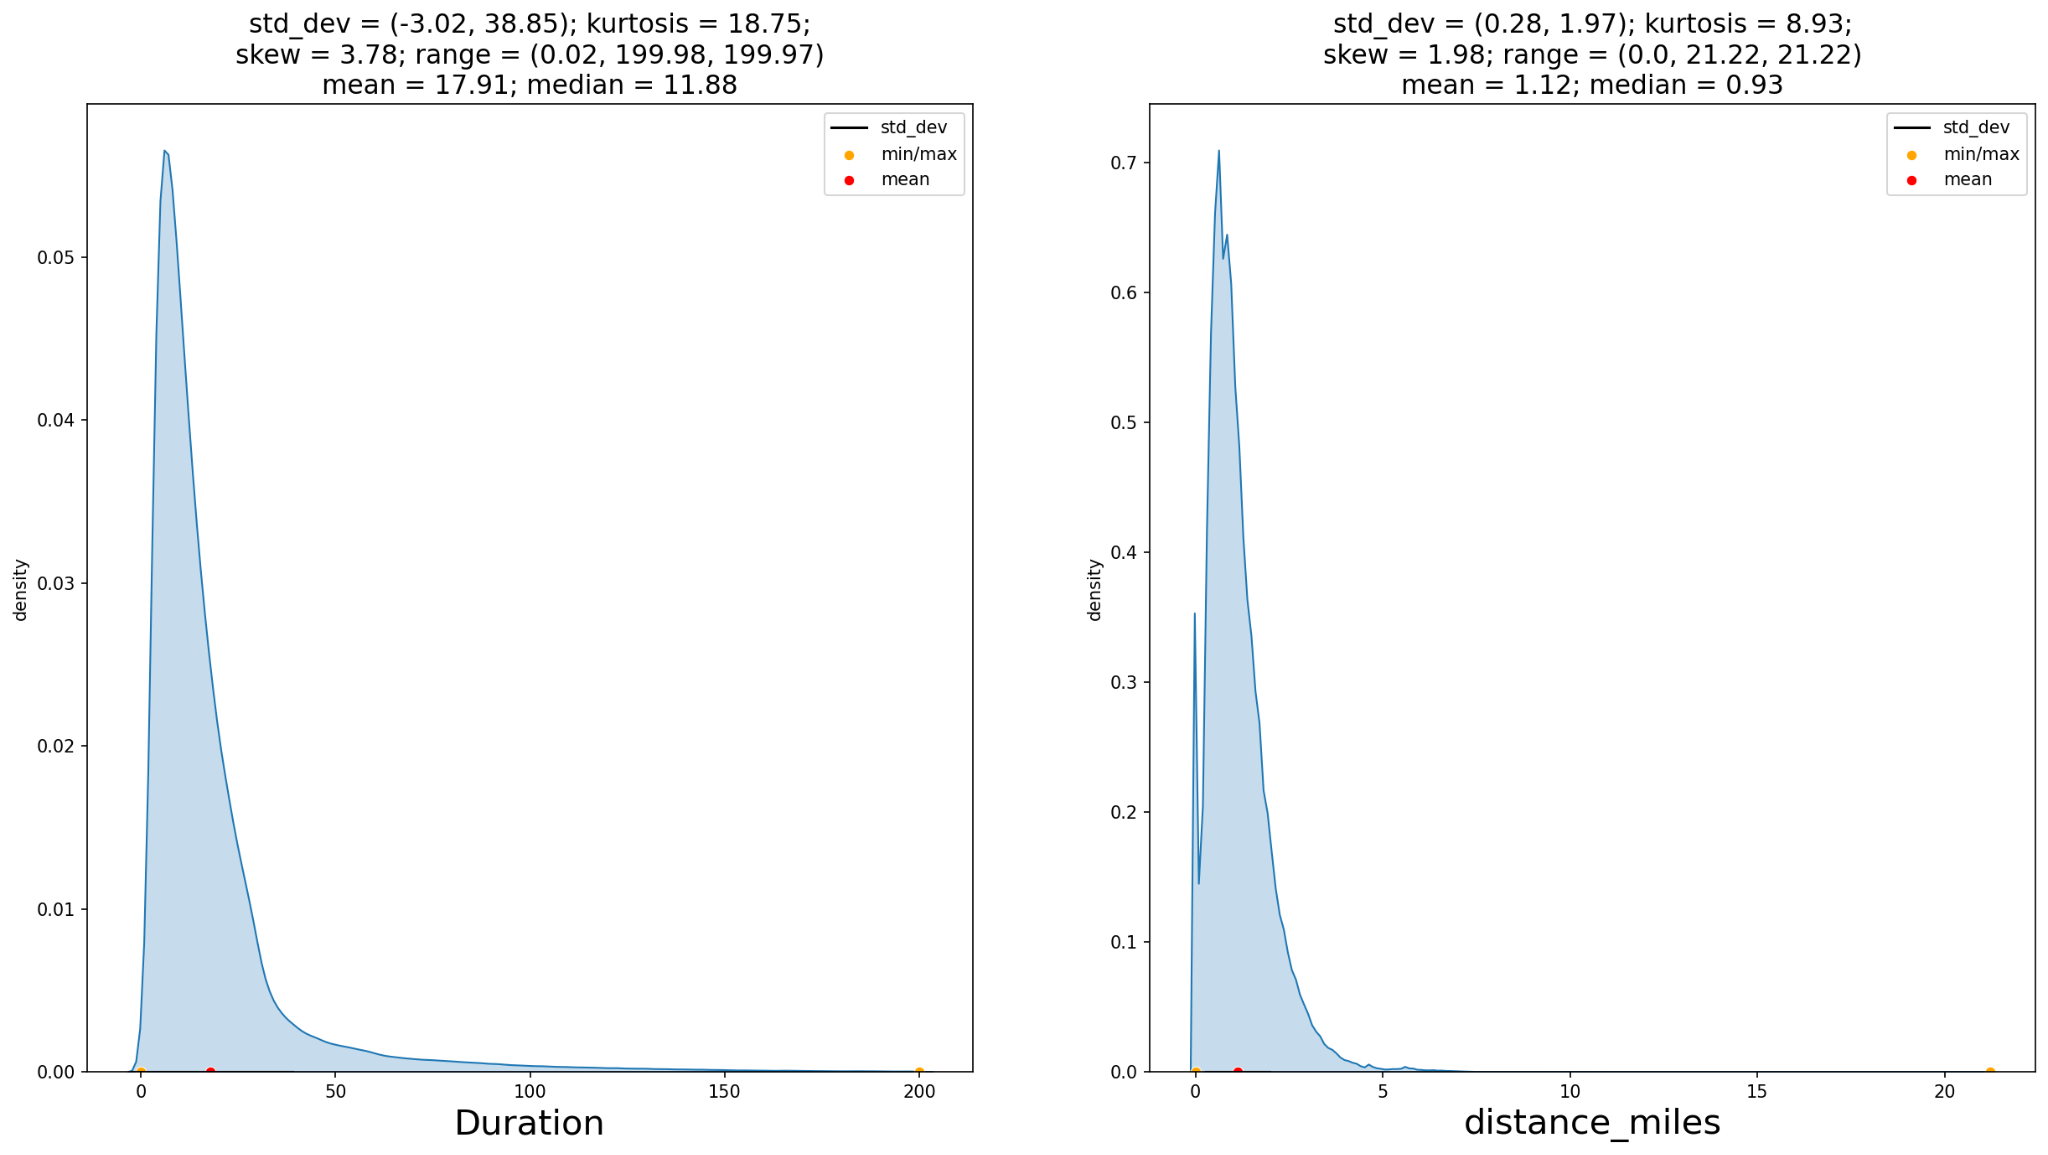 std_dev = (-3.02, 38.85); kurtosis = 18.75;
skew = 3.78; range = (0.02, 199.98, 199.97)
mean = 17.91; median = 11.88
std_dev
min/max
mean
0.05
0.04
0.03
0.02
0.01
0.00
density
0
50
100
150
200
Duration
std_dev = (0.28, 1.97); kurtosis = 8.93;
skew = 1.98; range = (0.0, 21.22, 21.22)
mean = 1.12; median = 0.93
std_dev
min/max
mean
0.7
0.6
0.5
0.4
0.3
0.2
0.1
0.0
density
0
5
10
15
20
distance_miles